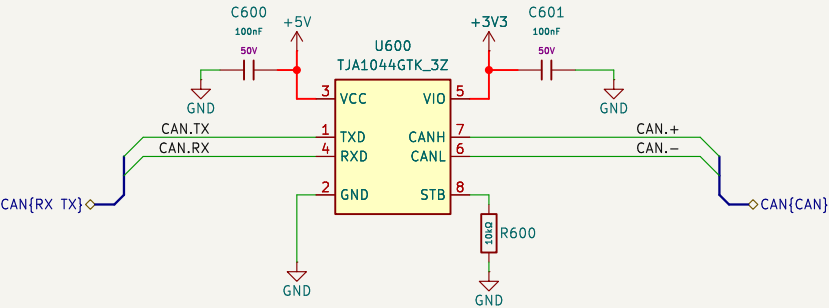 C600
100nF
50V
+5V
+3V3
C601
100nF
50V
U600
TJA1044GTK_3Z
GND
GND
3 VCC
VIO 5
CAN.TX
1 TXD
CANH 7
CAN.+
CAN.RX
4 RXD
CANL 6
CAN.-
2 GND
STB 8
CAN{RX TX}
CAN{CAN}
10kΩ
R600
GND
GND